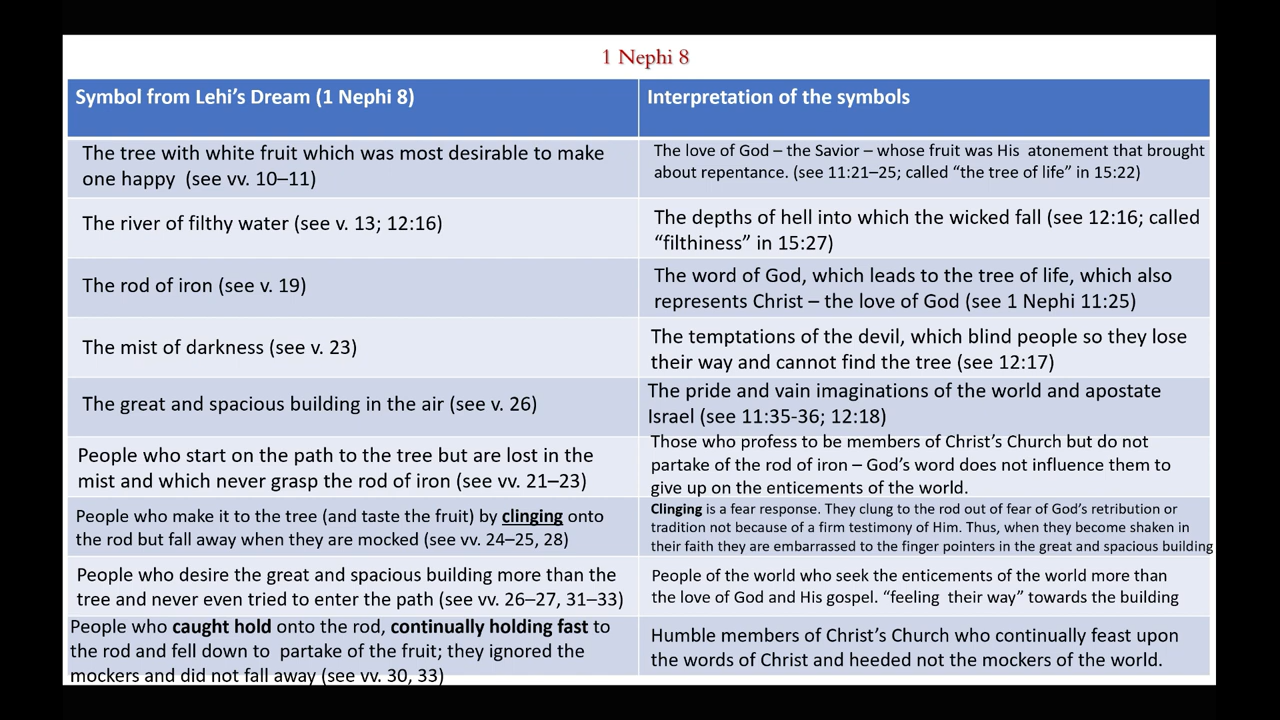 1 Nephi 8
Symbol from Lehi's Dream (1 Nephi 8)
Interpretation of the symbols
The tree with white fruit which was most desirable to make
one happy (see vv. 10–11)
The love of God – the Savior – whose fruit was His atonement that brought
about repentance. (see 11:21–25; called “the tree of life” in 15:22)
The river of filthy water (see v. 13; 12:16)
The depths of hell into which the wicked fall (see 12:16; called
“filthiness” in 15:27)
The rod of iron (see v. 19)
The word of God, which leads to the tree of life, which also
represents Christ – the love of God (see 1 Nephi 11:25)
The mist of darkness (see v. 23)
The temptations of the devil, which blind people so they lose
their way and cannot find the tree (see 12:17)
The great and spacious building in the air (see v. 26)
The pride and vain imaginations of the world and apostate
Israel (see 11:35-36; 12:18)
People who start on the path to the tree but are lost in the
mist and which never grasp the rod of iron (see vv. 21–23)
Those who profess to be members of Christ's Church but do not
partake of the rod of iron – God's word does not influence them to
give up on the enticements of the world.
People who make it to the tree (and taste the fruit) by clinging onto
the rod but fall away when they are mocked (see vv. 24–25, 28)
Clinging is a fear response. They clung to the rod out of fear of God's retribution or
tradition not because of a firm testimony of Him. Thus, when they become shaken in
their faith they are embarrassed to the finger pointers in the great and spacious building
People who desire the great and spacious building more than the
tree and never even tried to enter the path (see vv. 26–27, 31–33)
People of the world who seek the enticements of the world more than
the love of God and His gospel. “feeling their way” towards the building
People who caught hold onto the rod, continually holding fast to
the rod and fell down to partake of the fruit; they ignored the
mockers and did not fall away (see vv. 30, 33)
Humble members of Christ's Church who continually feast upon
the words of Christ and heeded not the mockers of the world.